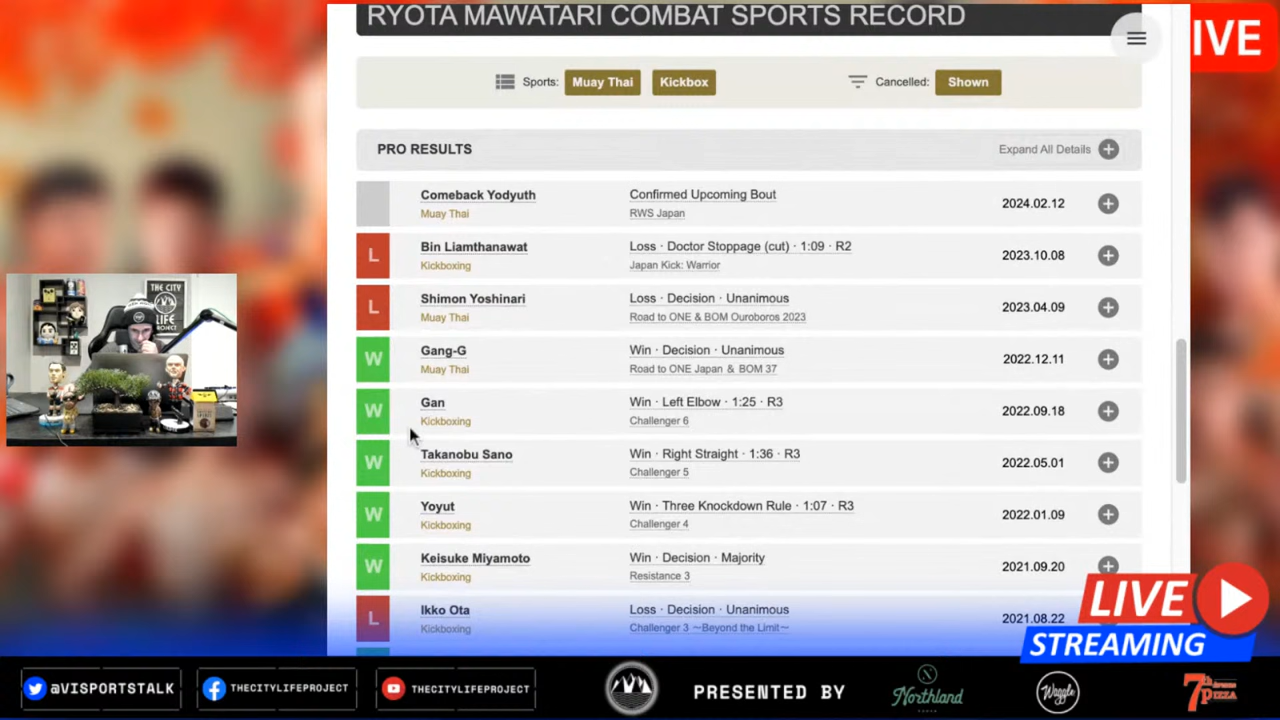 RYOTA MAWATARI COMBAT SPORTS RECORD
IVE
Sports: Muay Thai Kickbox Cancelled: Shown
PRO RESULTS Expand All Details
Comeback Yodyuth Confirmed Upcoming Bout 2024.02.12
Muay Thai RWS Japan
L Bin Liamthanawat Loss · Doctor Stoppage (cut) · 1:09 · R2 2023.10.08
Kickboxing Japan Kick: Warrior
L Shimon Yoshinari Loss · Decision · Unanimous 2023.04.09
Muay Thai Road to ONE & BOM Ouroboros 2023
W Gang-G Win · Decision · Unanimous 2022.12.11
Muay Thai Road to ONE Japan & BOM 37
W Gan Win · Left Elbow · 1:25 · R3 2022.09.18
Kickboxing Challenger 6
W Takanobu Sano Win · Right Straight · 1:36 · R3 2022.05.01
Kickboxing Challenger 5
W Yoyut Win · Three Knockdown Rule · 1:07 · R3 2022.01.09
Kickboxing Challenger 4
W Keisuke Miyamoto Win · Decision · Majority 2021.09.20
Kickboxing Resistance 3
L Ikko Ota Loss · Decision · Unanimous 2021.08.22
Kickboxing Challenger 3 ～Beyond the Limit～
THE CITY
LIFE
PROJECT
LIVE
STREAMING
@VISPORTSTALK THECITYLIFEPROJECT THECITYLIFEPROJECT PRESENTED BY Northland Waggle 7th Avenue PIZZA